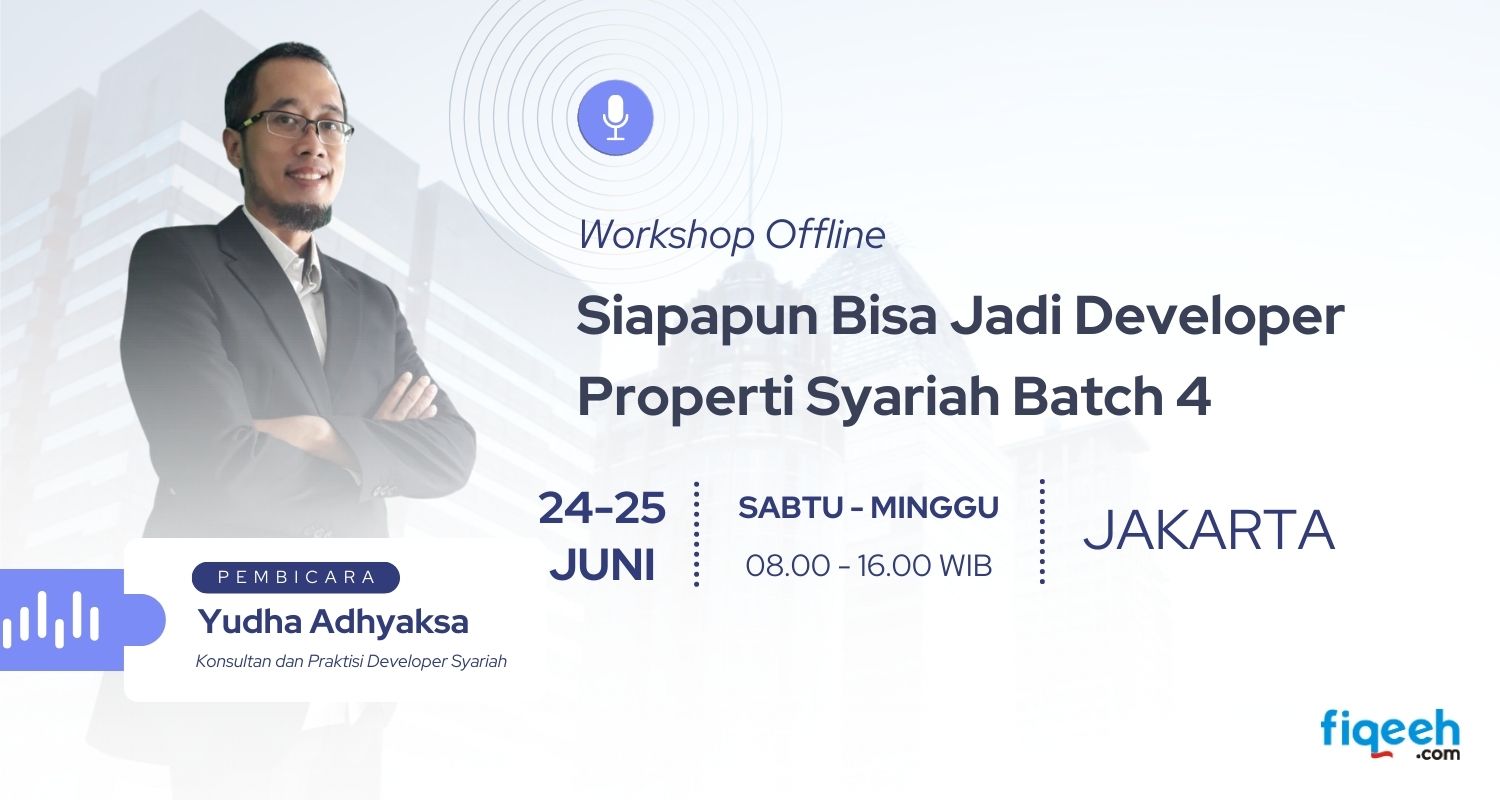 Workshop Offline
Siapapun Bisa Jadi Developer
Properti Syariah Batch 4
24-25
JUNI
SABTU - MINGGU
08.00 - 16.00 WIB
JAKARTA
PEMBICARA
Yudha Adhyaksa
Konsultan dan Praktisi Developer Syariah
fiqeeh
.com